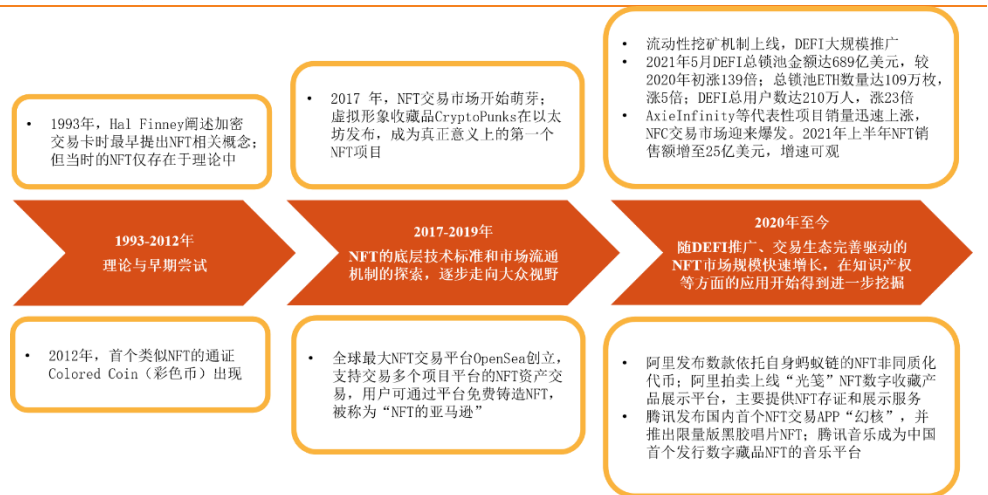 • 1993年，Hal Finney阐述加密
交易卡时最早提出NFT相关概念；
但当时的NFT仅存在于理论中
• 2017 年，NFT交易市场开始萌芽；
虚拟形象收藏品CryptoPunks在以太
坊发布，成为真正意义上的第一个
NFT项目
• 流动性挖矿机制上线，DEFI大规模推广
• 2021年5月DEFI总锁池金额达689亿美元，较
2020年初涨139倍；总锁池ETH数量达109万枚，
涨5倍；DEFI总用户数达210万人，涨23倍
• AxieInfinity等代表性项目销量迅速上涨，
NFC交易市场迎来爆发。2021年上半年NFT销
售额增至25亿美元，增速可观
1993-2012年
理论与早期尝试
2017-2019年
NFT的底层技术标准和市场流通
机制的探索，逐步走向大众视野
2020年至今
随DEFI推广、交易生态完善驱动的
NFT市场规模快速增长，在知识产权
等方面的应用开始得到进一步挖掘
• 2012年，首个类似NFT的通证
Colored Coin（彩色币）出现
• 全球最大NFT交易平台OpenSea创立，
支持交易多个项目平台的NFT资产交
易，用户可通过平台免费铸造NFT，
被称为“NFT的亚马逊”
• 阿里发布数款依托自身蚂蚁链的NFT非同质化
代币；阿里拍卖上线“光笺”NFT数字收藏产
品展示平台，主要提供NFT存证和展示服务
• 腾讯发布国内首个NFT交易APP“幻核”，并
推出限量版黑胶唱片NFT；腾讯音乐成为中国
首个发行数字藏品NFT的音乐平台